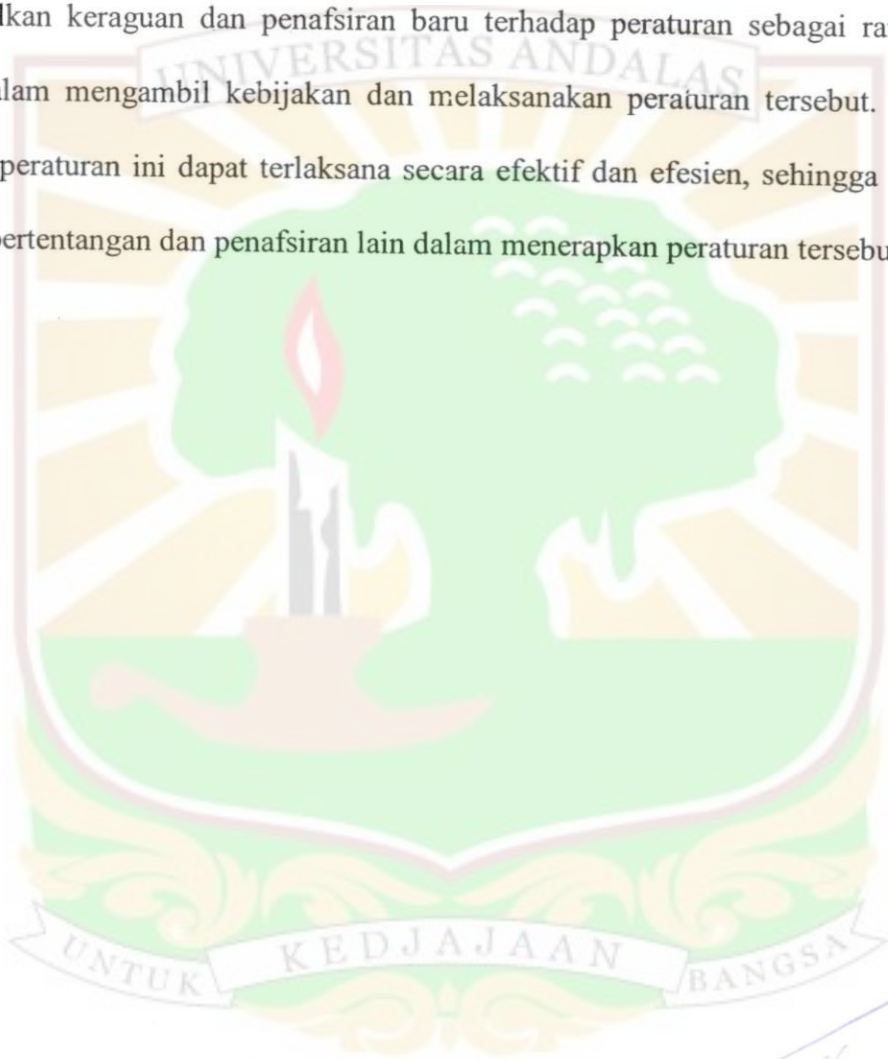 lkan keraguan dan penafsiran baru terhadap peraturan sebagai ra
UNIVERSITAS ANDALAS
lam mengambil kebijakan dan melaksanakan peraturan tersebut.
peraturan ini dapat terlaksana secara efektif dan efesien, sehingga
pertentangan dan penafsiran lain dalam menerapkan peraturan tersebu
UNTUK KEDJAJAAN BANGSA